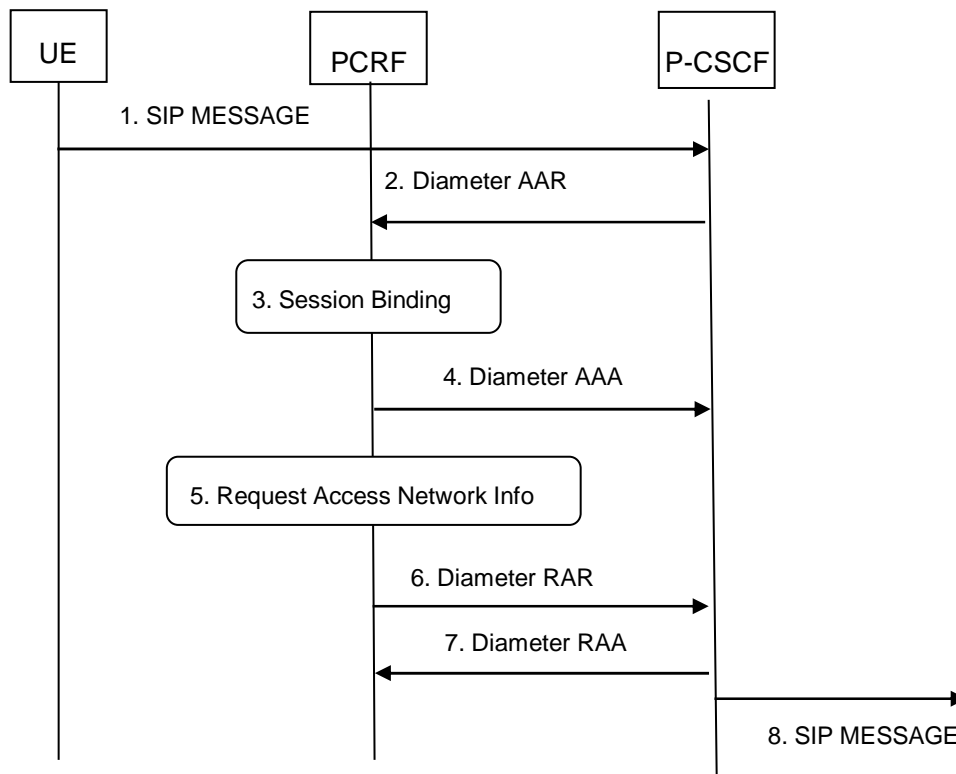 UE
PCRF
P-CSCF
1. SIP MESSAGE
2. Diameter AAR
3. Session Binding
4. Diameter AAA
5. Request Access Network Info
6. Diameter RAR
7. Diameter RAA
8. SIP MESSAGE